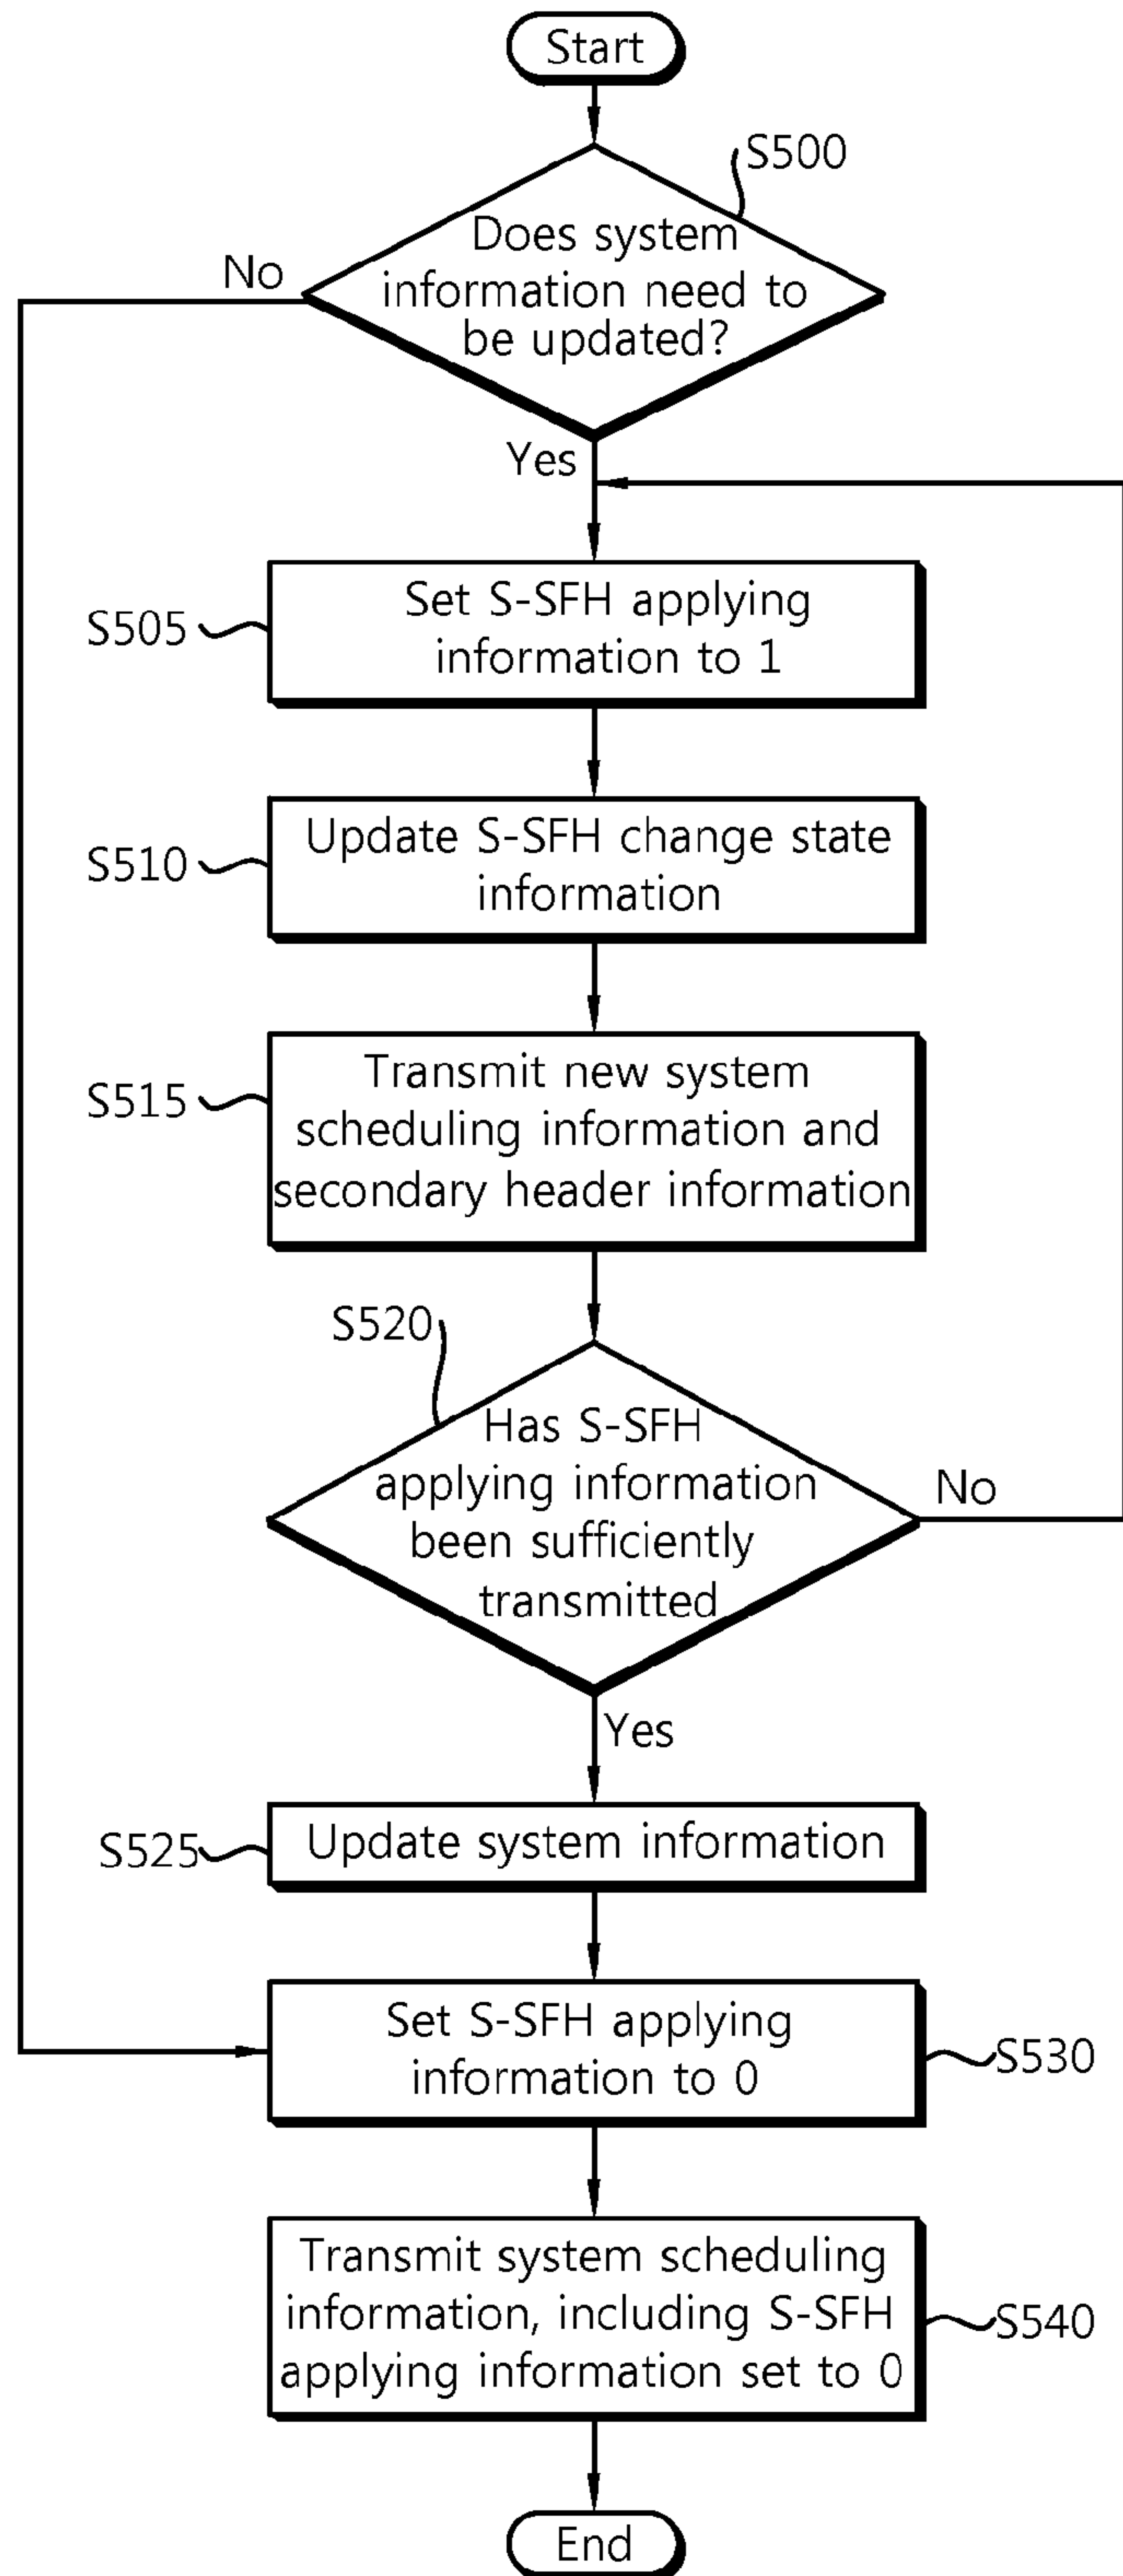 Start
S500
Does system
information need to
be updated?
No
Yes
S505
Set S-SFH applying
information to 1
S510
Update S-SFH change state
information
S515
Transmit new system
scheduling information and
secondary header information
S520
Has S-SFH
applying information
been sufficiently
transmitted
No
Yes
S525
Update system information
Set S-SFH applying
information to 0
S530
Transmit system scheduling
information, including S-SFH
applying information set to 0
S540
End